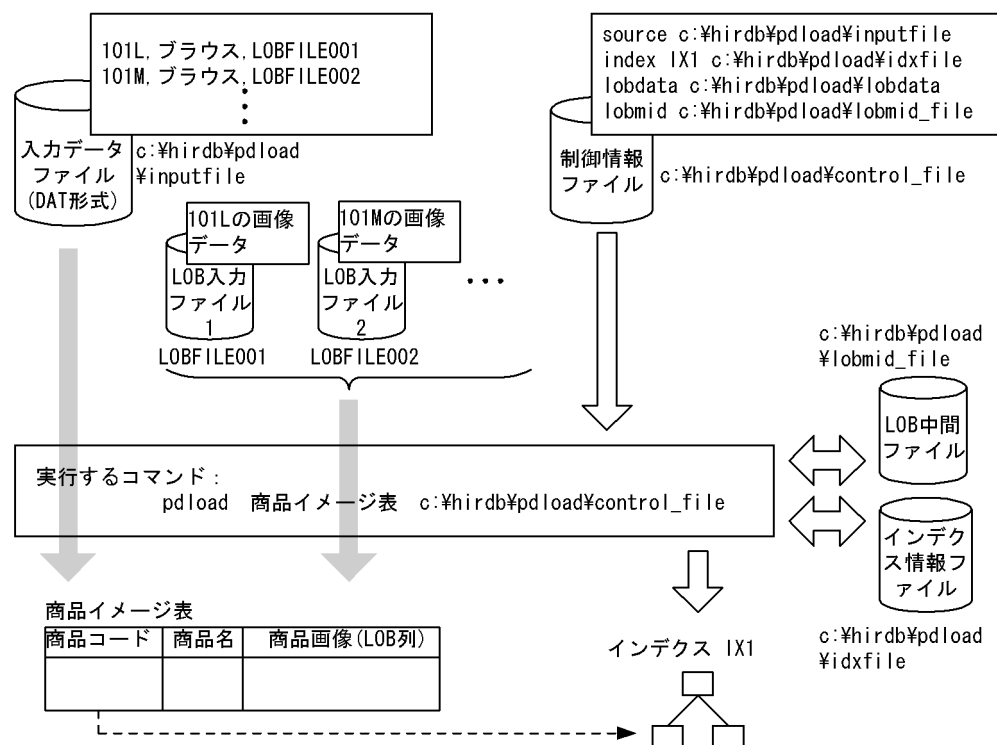 101L,ブラウス,LOBFILE001
101M,ブラウス,LOBFILE002
入力データ
ファイル
(DAT形式)
c:¥hirdb¥pdload
¥inputfile
source c:¥hirdb¥pdload¥inputfile
index IX1 c:¥hirdb¥pdload¥idxfile
lobdata c:¥hirdb¥pdload¥lobdata
lobmid c:¥hirdb¥pdload¥lobmid_file
制御情報
ファイル
c:¥hirdb¥pdload¥control_file
101Lの画像
データ
LOB入力
ファイル
1
LOBFILE001
101Mの画像
データ
LOB入力
ファイル
2
LOBFILE002
...
c:¥hirdb¥pdload
¥lobmid_file
LOB中間
ファイル
実行するコマンド：
pdload 商品イメージ表 c:¥hirdb¥pdload¥control_file
インデク
ス情報フ
ァイル
c:¥hirdb¥pdload
¥idxfile
商品イメージ表
商品コード 商品名 商品画像(LOB列)
インデクス IX1